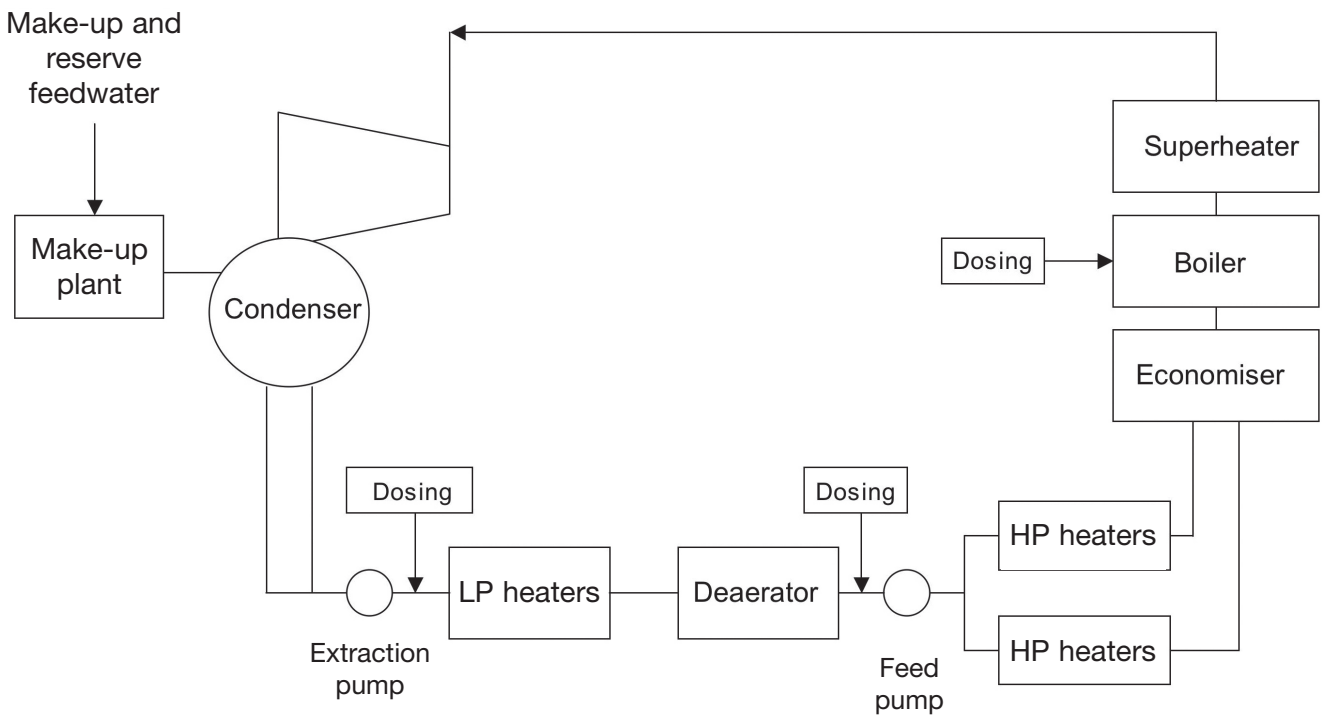 Make-up and
reserve
feedwater
Make-up
plant
Condenser
Superheater
Dosing
Boiler
Economiser
Dosing
Dosing
LP heaters
Deaerator
HP heaters
HP heaters
Extraction
pump
Feed
pump